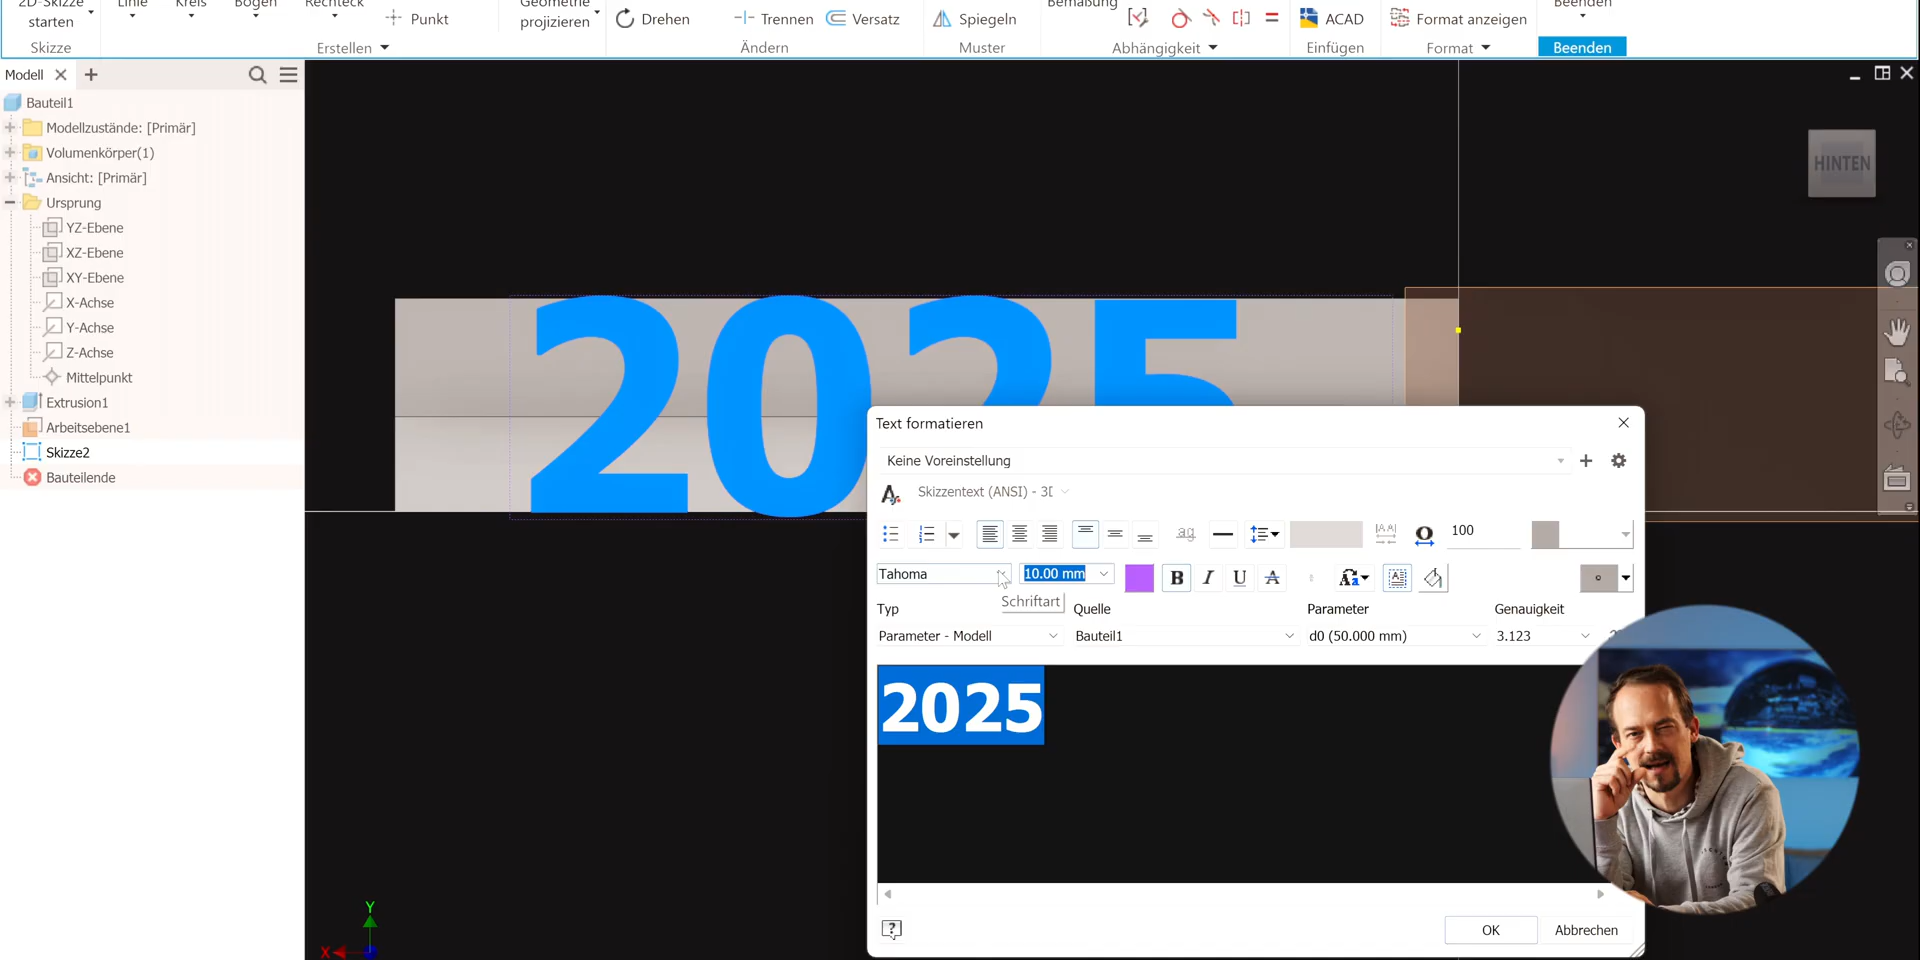 2D-Skizze
starten
Linie
Kreis
Bogen
Rechteck
Punkt
Geometrie
projizieren
Drehen
Trennen
Versatz
Spiegeln
Bemaßung
ACAD
Format anzeigen
Beenden
Skizze
Erstellen
Ändern
Muster
Abhängigkeit
Einfügen
Format
Beenden
Modell
Bauteil1
Modellzustände: [Primär]
Volumenkörper(1)
Ansicht: [Primär]
Ursprung
YZ-Ebene
XZ-Ebene
XY-Ebene
X-Achse
Y-Achse
Z-Achse
Mittelpunkt
Extrusion1
Arbeitsebene1
Skizze2
Bauteilende
HINTEN
2025
Text formatieren
Keine Voreinstellung
Skizzentext (ANSI) - 3D
ag
100
Tahoma
10.00 mm
B I U A
Aa
Schriftart
Typ
Quelle
Parameter
Genauigkeit
Parameter - Modell
Bauteil1
d0 (50.000 mm)
3.123
2025
OK
Abbrechen
Y
X